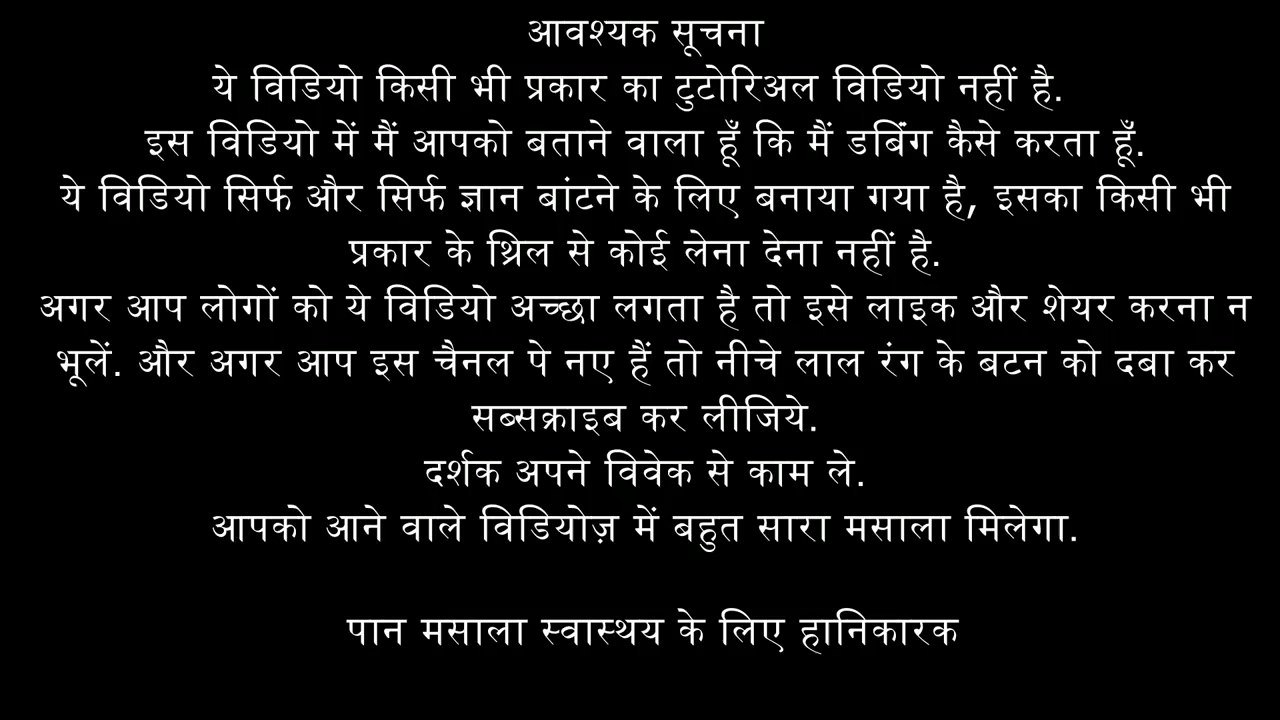 आवश्यक सूचना
ये विडियो किसी भी प्रकार का टुटोरिअल विडियो नहीं है.
इस विडियो में मैं आपको बताने वाला हूँ कि मैं डबिंग कैसे करता हूँ.
ये विडियो सिर्फ और सिर्फ ज्ञान बांटने के लिए बनाया गया है, इसका किसी भी
प्रकार के थ्रिल से कोई लेना देना नहीं है.
अगर आप लोगों को ये विडियो अच्छा लगता है तो इसे लाइक और शेयर करना न
भूलें. और अगर आप इस चैनल पे नए हैं तो नीचे लाल रंग के बटन को दबा कर
सब्सक्राइब कर लीजिये.
दर्शक अपने विवेक से काम ले.
आपको आने वाले विडियोज़ में बहुत सारा मसाला मिलेगा.
पान मसाला स्वास्थय के लिए हानिकारक